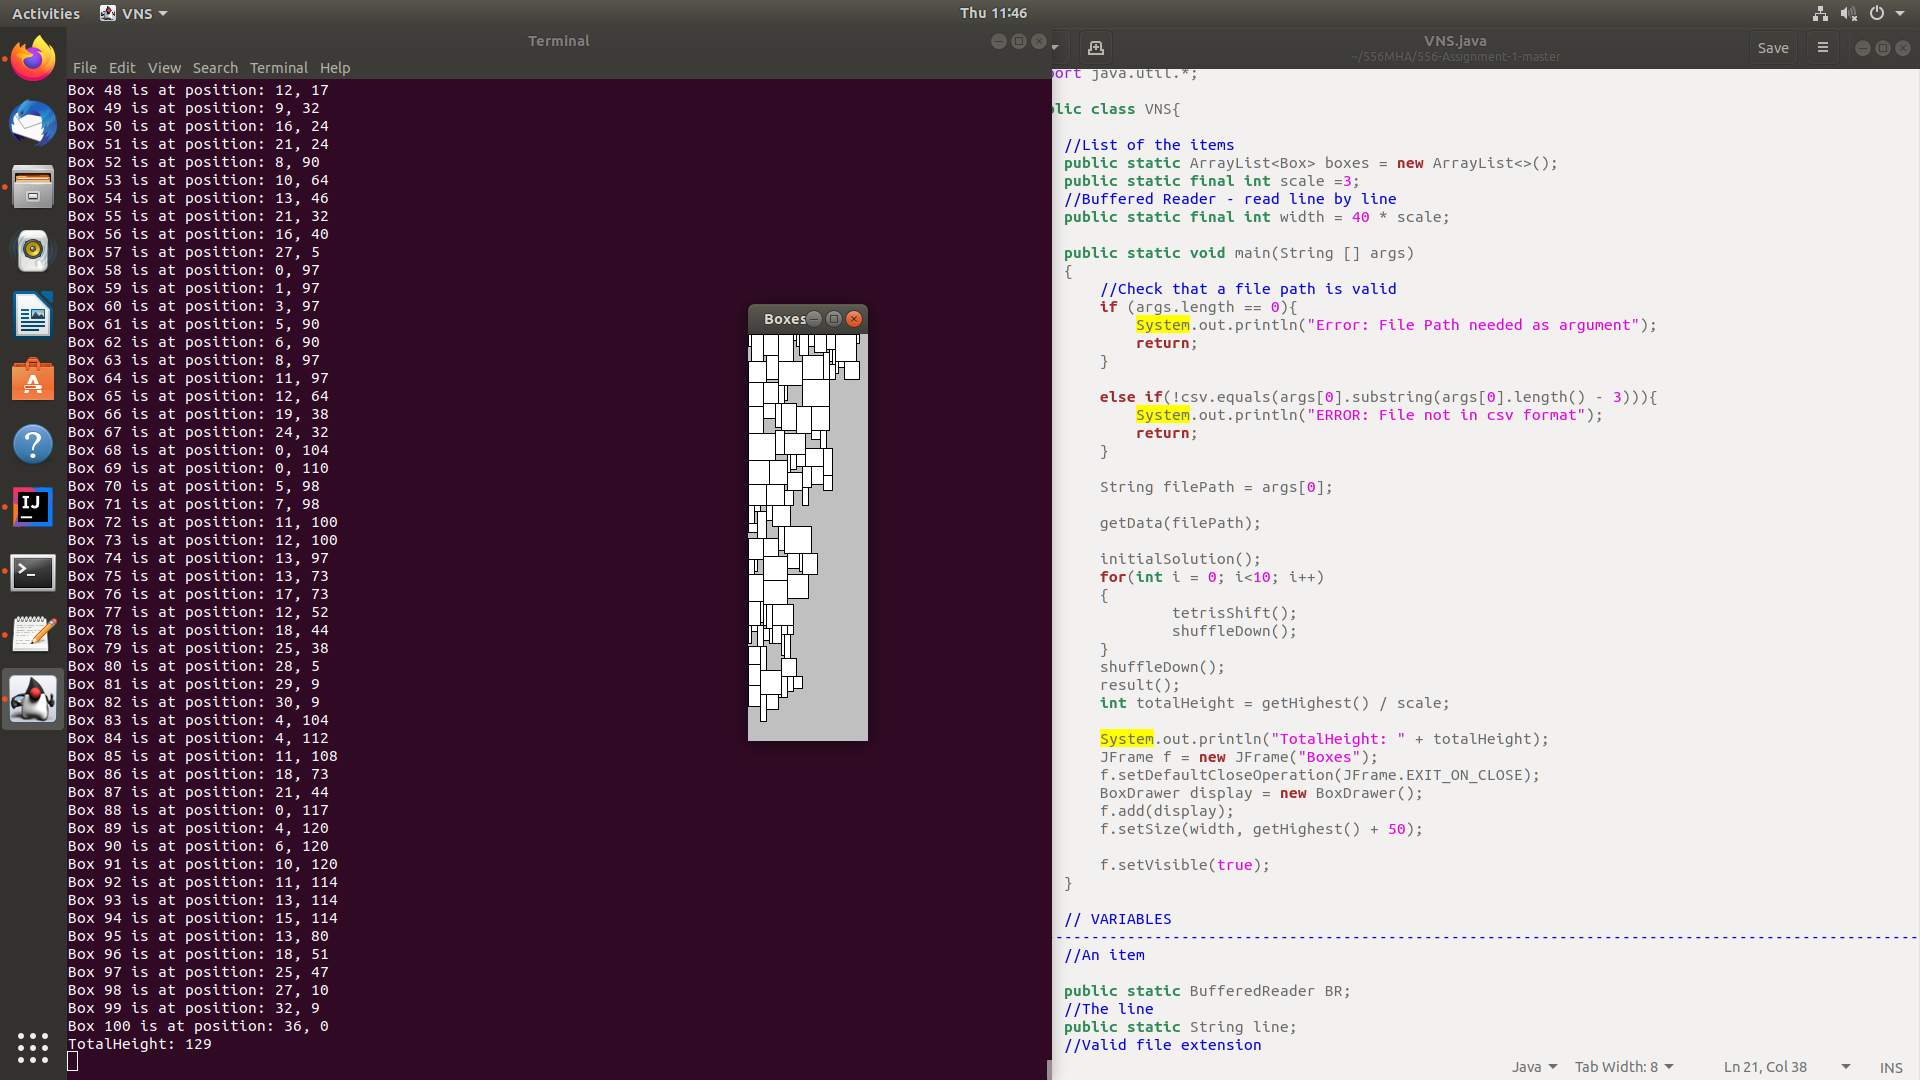 Activities
VNS
Thu 11:46
Terminal
File Edit View Search Terminal Help
Box 48 is at position: 12, 17
Box 49 is at position: 9, 32
Box 50 is at position: 16, 24
Box 51 is at position: 21, 24
Box 52 is at position: 8, 90
Box 53 is at position: 10, 64
Box 54 is at position: 13, 46
Box 55 is at position: 21, 32
Box 56 is at position: 16, 40
Box 57 is at position: 27, 5
Box 58 is at position: 0, 97
Box 59 is at position: 1, 97
Box 60 is at position: 3, 97
Box 61 is at position: 5, 90
Box 62 is at position: 6, 90
Box 63 is at position: 8, 97
Box 64 is at position: 11, 97
Box 65 is at position: 12, 64
Box 66 is at position: 19, 38
Box 67 is at position: 24, 32
Box 68 is at position: 0, 104
Box 69 is at position: 0, 110
Box 70 is at position: 5, 98
Box 71 is at position: 7, 98
Box 72 is at position: 11, 100
Box 73 is at position: 12, 100
Box 74 is at position: 13, 97
Box 75 is at position: 13, 73
Box 76 is at position: 17, 73
Box 77 is at position: 12, 52
Box 78 is at position: 18, 44
Box 79 is at position: 25, 38
Box 80 is at position: 28, 5
Box 81 is at position: 29, 9
Box 82 is at position: 30, 9
Box 83 is at position: 4, 104
Box 84 is at position: 4, 112
Box 85 is at position: 11, 108
Box 86 is at position: 18, 73
Box 87 is at position: 21, 44
Box 88 is at position: 0, 117
Box 89 is at position: 4, 120
Box 90 is at position: 6, 120
Box 91 is at position: 10, 120
Box 92 is at position: 11, 114
Box 93 is at position: 13, 114
Box 94 is at position: 15, 114
Box 95 is at position: 13, 80
Box 96 is at position: 18, 51
Box 97 is at position: 25, 47
Box 98 is at position: 27, 10
Box 99 is at position: 32, 9
Box 100 is at position: 36, 0
TotalHeight: 129
Boxes
VNS.java
~/556MHA/556-Assignment-1-master
Save
port java.util.*;
lic class VNS{
//List of the items
public static ArrayList<Box> boxes = new ArrayList<>();
public static final int scale =3;
//Buffered Reader - read line by line
public static final int width = 40 * scale;
public static void main(String [] args)
{
//Check that a file path is valid
if (args.length == 0){
System.out.println("Error: File Path needed as argument");
return;
}
else if(!csv.equals(args[0].substring(args[0].length() - 3))){
System.out.println("ERROR: File not in csv format");
return;
}
String filePath = args[0];
getData(filePath);
initialSolution();
for(int i = 0; i<10; i++)
{
tetrisShift();
shuffleDown();
}
shuffleDown();
result();
int totalHeight = getHighest() / scale;
System.out.println("TotalHeight: " + totalHeight);
JFrame f = new JFrame("Boxes");
f.setDefaultCloseOperation(JFrame.EXIT_ON_CLOSE);
BoxDrawer display = new BoxDrawer();
f.add(display);
f.setSize(width, getHighest() + 50);
f.setVisible(true);
}
// VARIABLES
------------------------------------------------------------------------------------------------
//An item
public static BufferedReader BR;
//The line
public static String line;
//Valid file extension
Java Tab Width: 8 Ln 21, Col 38 INS